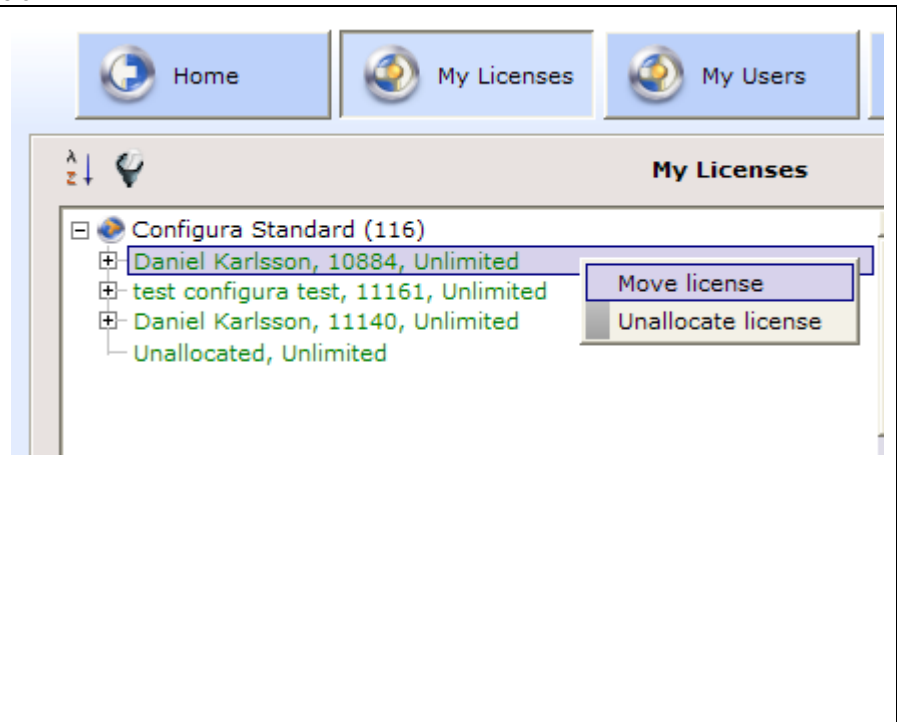 Home
My Licenses
My Users
My Licenses
Configura Standard (116)
Daniel Karlsson, 10884, Unlimited
test configura test, 11161, Unlimited
Daniel Karlsson, 11140, Unlimited
Unallocated, Unlimited
Move license
Unallocate license